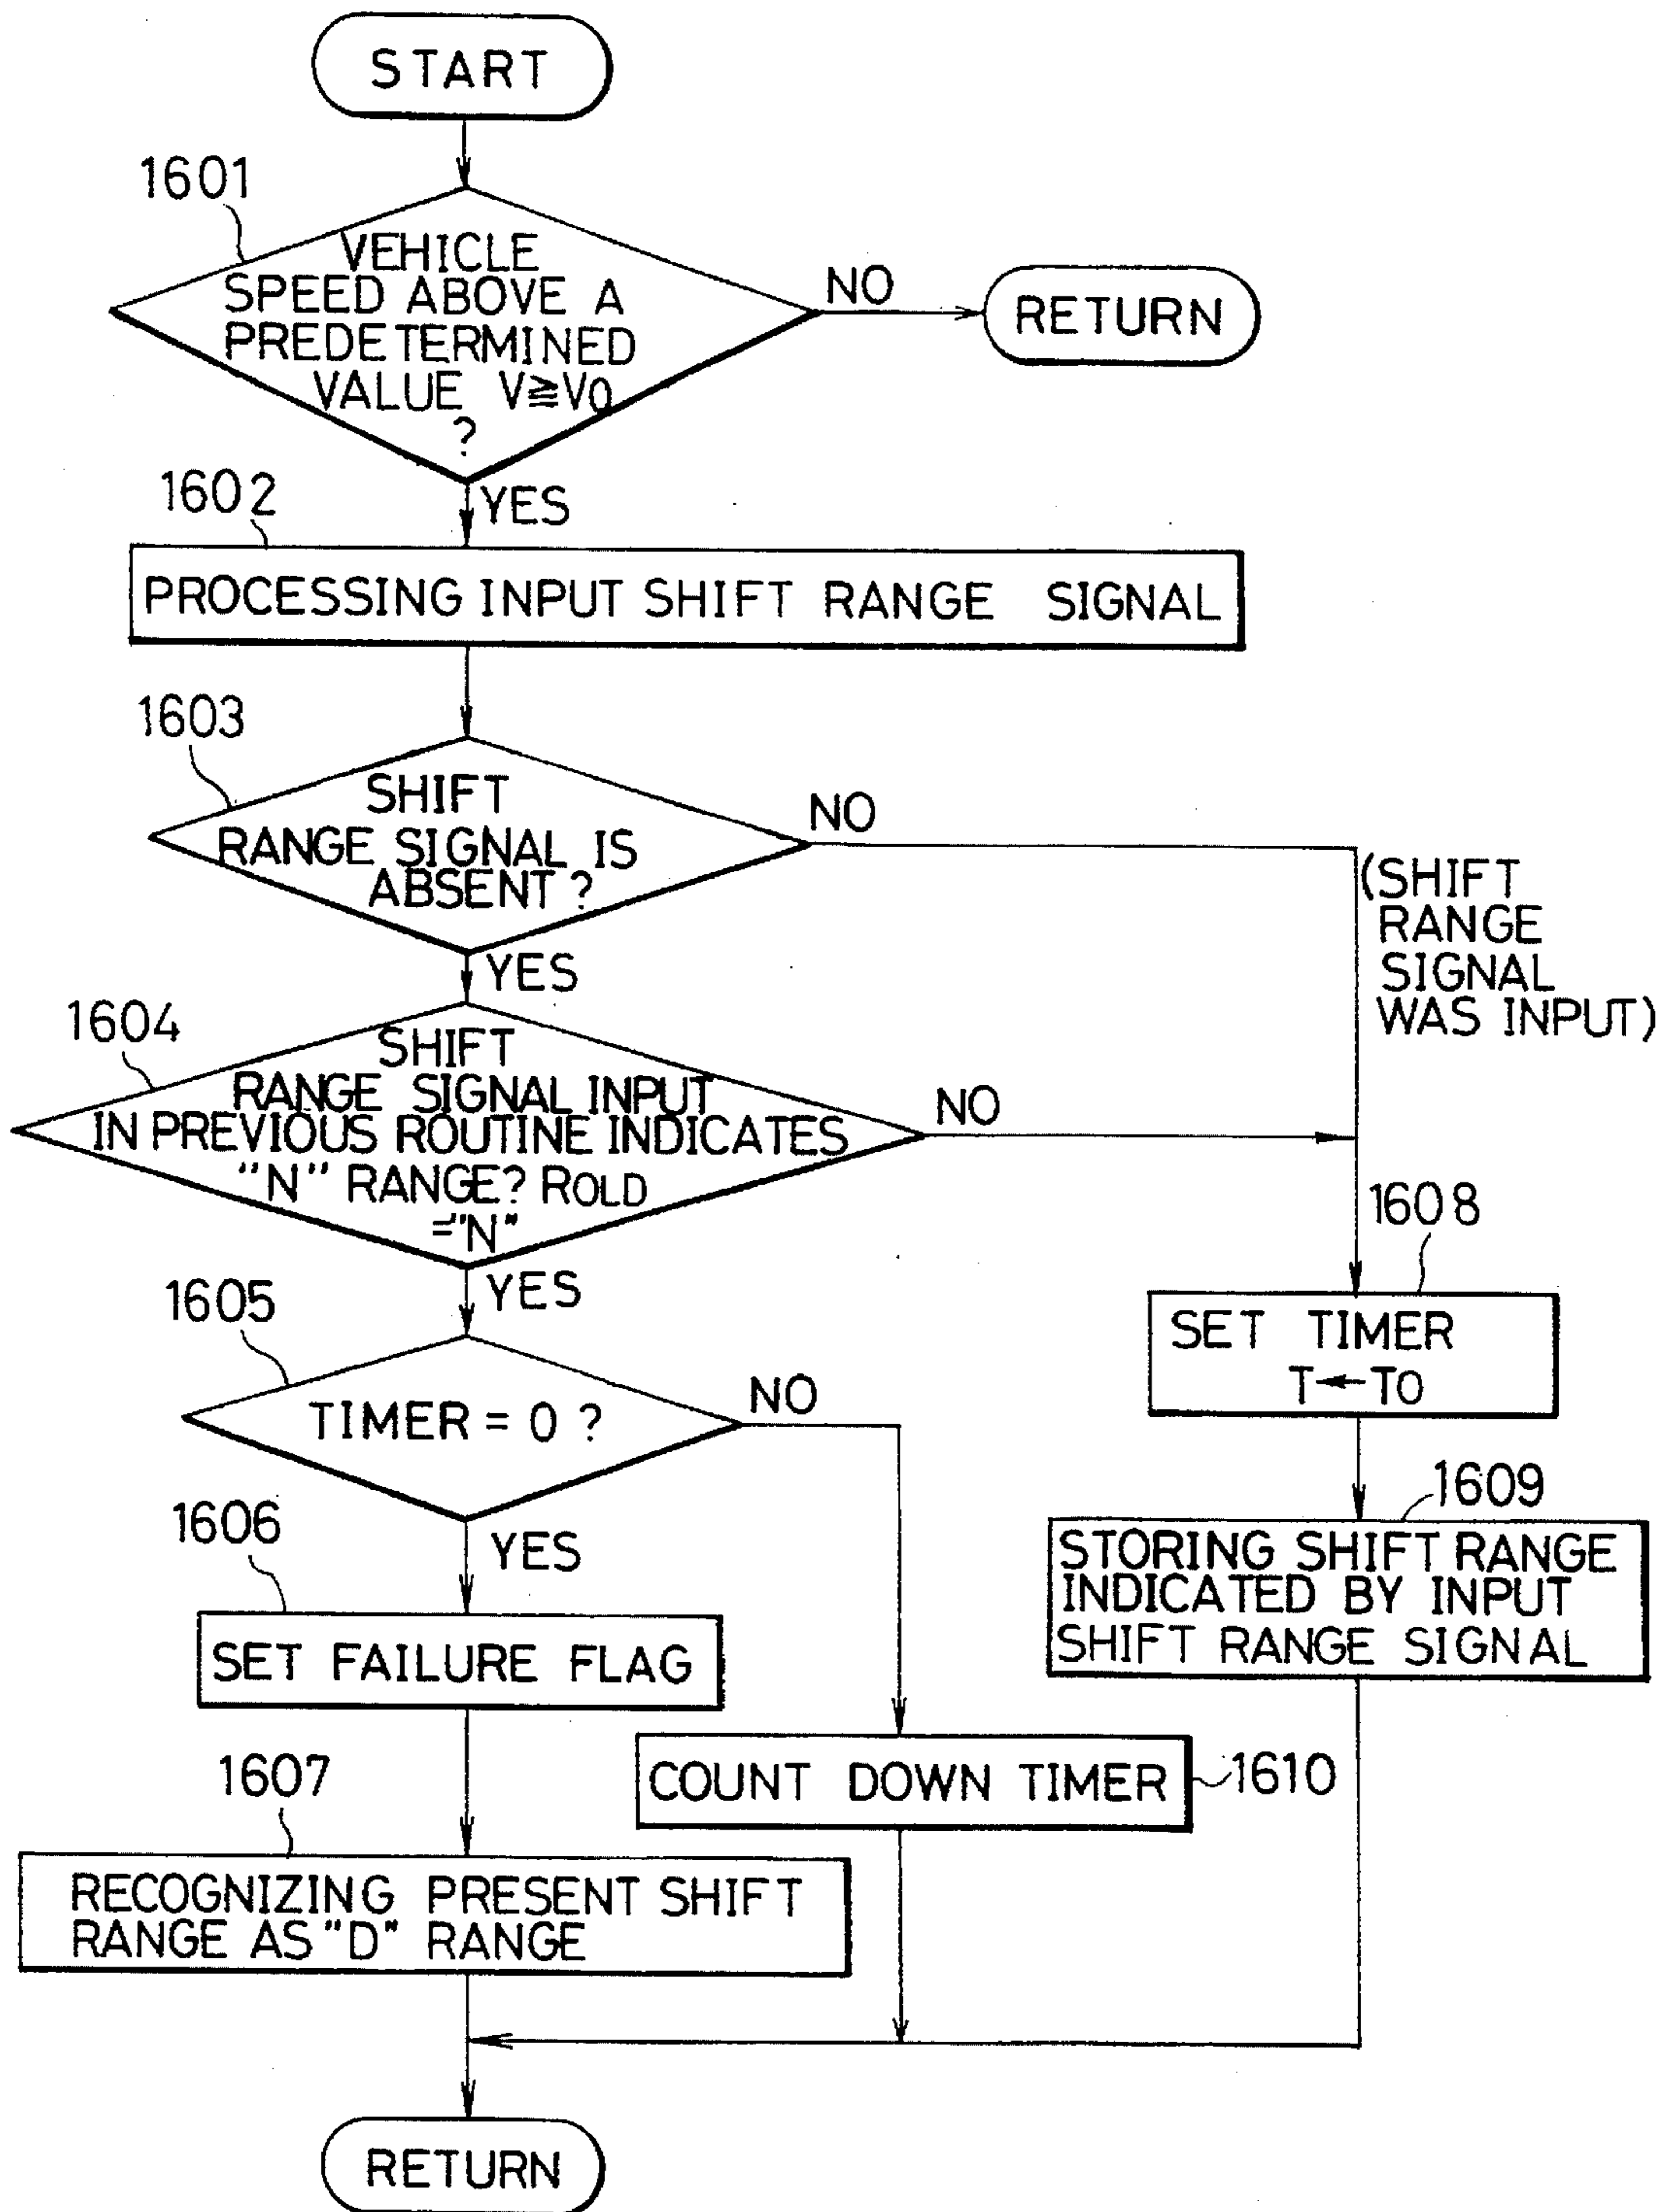 START
1601
VEHICLE
SPEED ABOVE A
PREDETERMINED
VALUE V≧V0
?
NO
RETURN
YES
1602
PROCESSING INPUT SHIFT RANGE SIGNAL
1603
SHIFT
RANGE SIGNAL IS
ABSENT?
NO
(SHIFT
RANGE
SIGNAL
WAS INPUT)
YES
1604
SHIFT
RANGE SIGNAL INPUT
IN PREVIOUS ROUTINE INDICATES
"N" RANGE? ROLD
="N"
NO
YES
1608
SET TIMER
T←T0
1605
TIMER = 0 ?
NO
1609
STORING SHIFT RANGE
INDICATED BY INPUT
SHIFT RANGE SIGNAL
YES
1606
SET FAILURE FLAG
COUNT DOWN TIMER
1610
1607
RECOGNIZING PRESENT SHIFT
RANGE AS "D" RANGE
RETURN